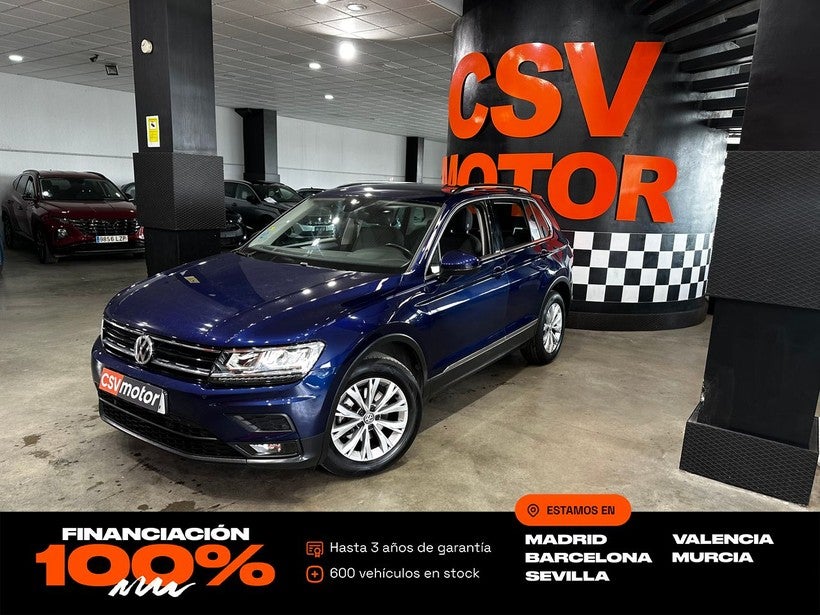 CSV
MOTOR
9856 LZP
CSVmotor
FINANCIACIÓN
100%
Hasta 3 años de garantía
600 vehículos en stock
ESTAMOS EN
MADRID
BARCELONA
SEVILLA
VALENCIA
MURCIA